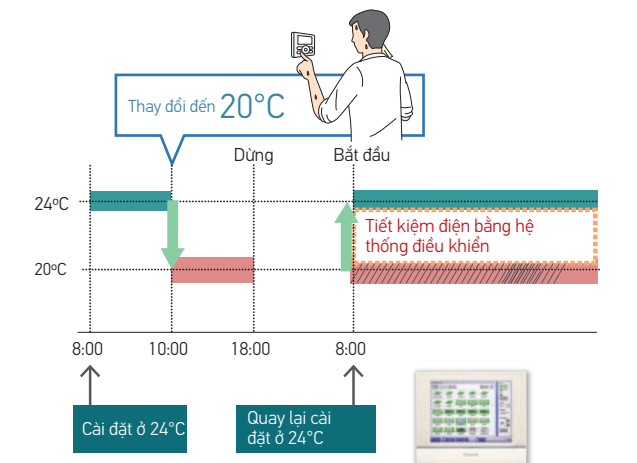 Thay đổi đến 20°C
Dừng
Bắt đầu
24°C
Tiết kiệm điện bằng hệ
thống điều khiển
20°C
8:00
10:00
18:00
8:00
Cài đặt ở 24°C
Quay lại cài
đặt ở 24°C